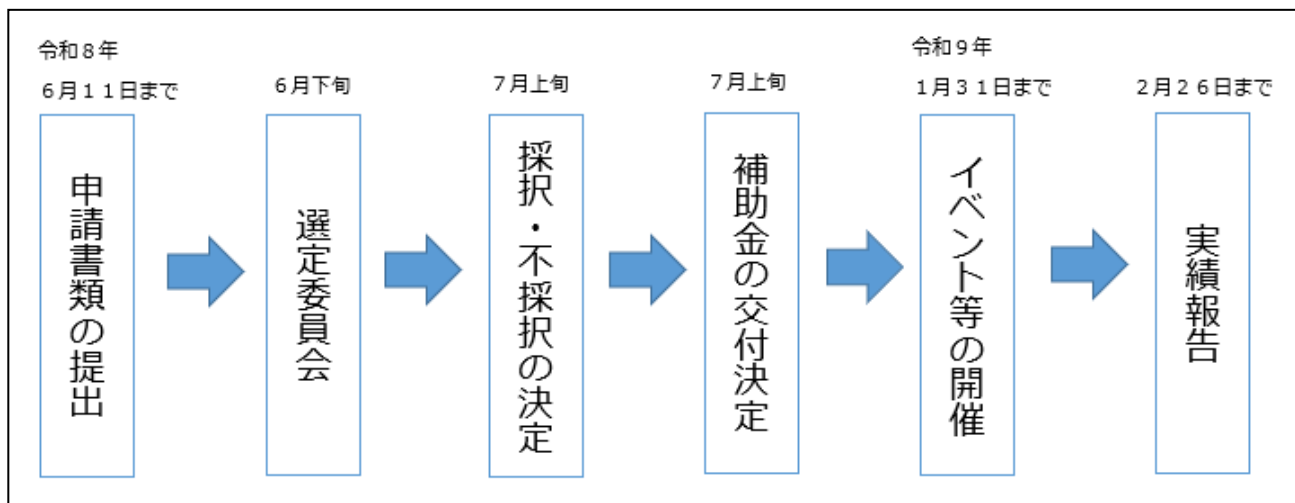 令和８年
６月１１日まで
申請書類の提出
６月下旬
選定委員会
７月上旬
採択・不採択の決定
７月上旬
補助金の交付決定
令和９年
１月３１日まで
イベント等の開催
２月２６日まで
実績報告